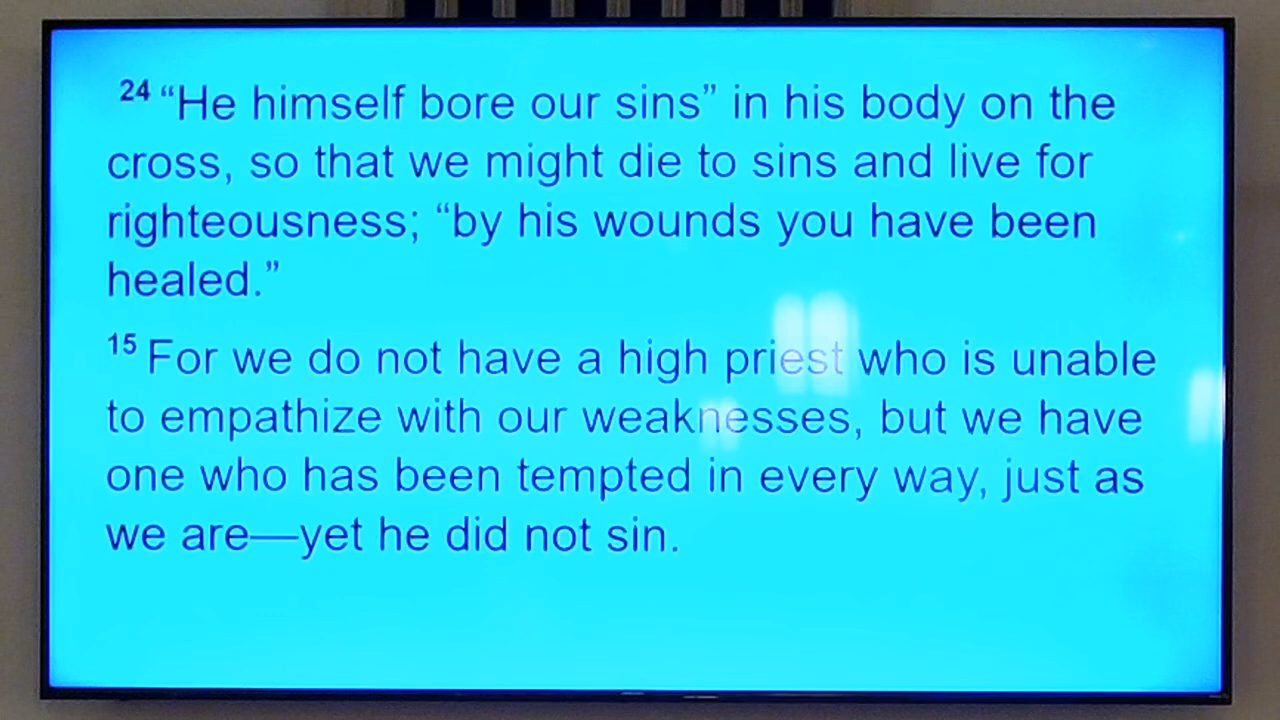 24 “He himself bore our sins” in his body on the
cross, so that we might die to sins and live for
righteousness; “by his wounds you have been
healed.”
15 For we do not have a high priest who is unable
to empathize with our weaknesses, but we have
one who has been tempted in every way, just as
we are—yet he did not sin.